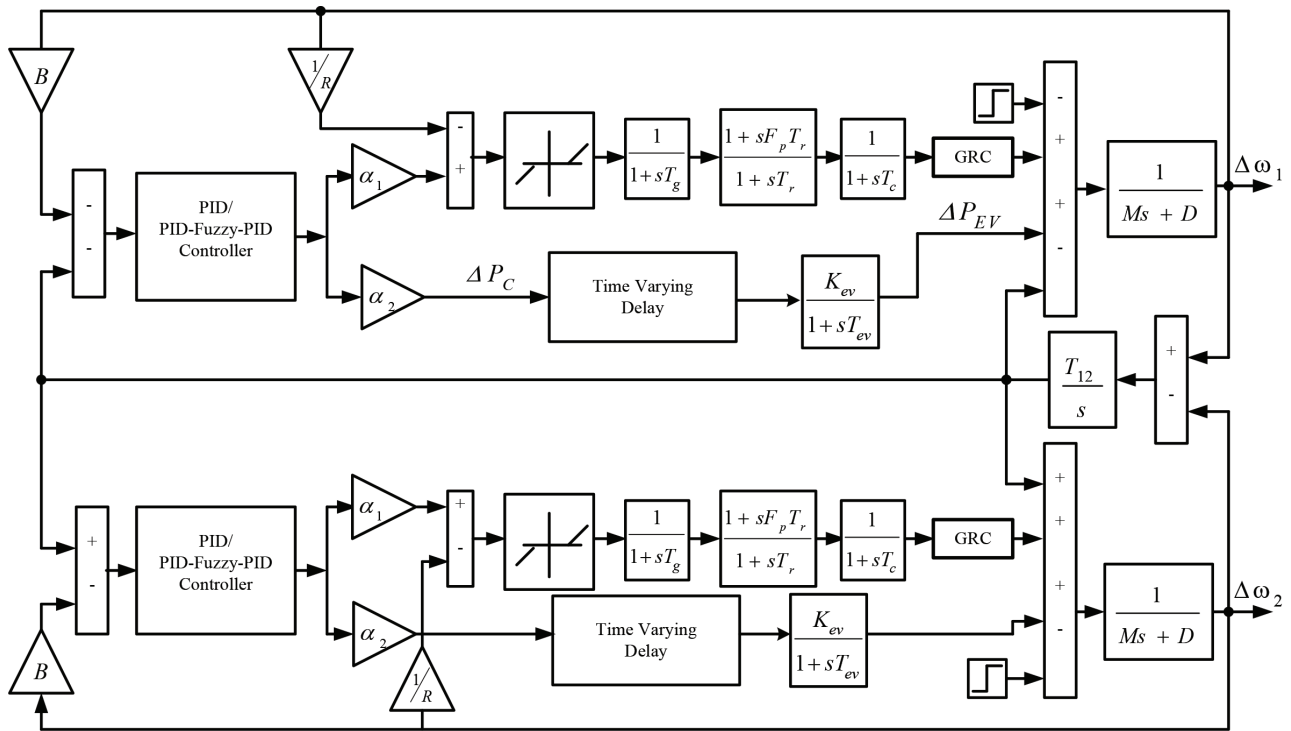 B
1/R
PID/
PID-Fuzzy-PID
Controller
-
-
α1
α2
-
+
1
1+sTg
1+sFpTr
1+sTr
1
1+sTc
GRC
-
+
+
-
1
Ms + D
Δω1
ΔPC
Time Varying
Delay
Kev
1+sTev
ΔPEV
T12
s
+
-
PID/
PID-Fuzzy-PID
Controller
+
-
B
α1
α2
+
-
1/R
1
1+sTg
1+sFpTr
1+sTr
1
1+sTc
GRC
Time Varying
Delay
Kev
1+sTev
+
+
+
-
1
Ms + D
Δω2